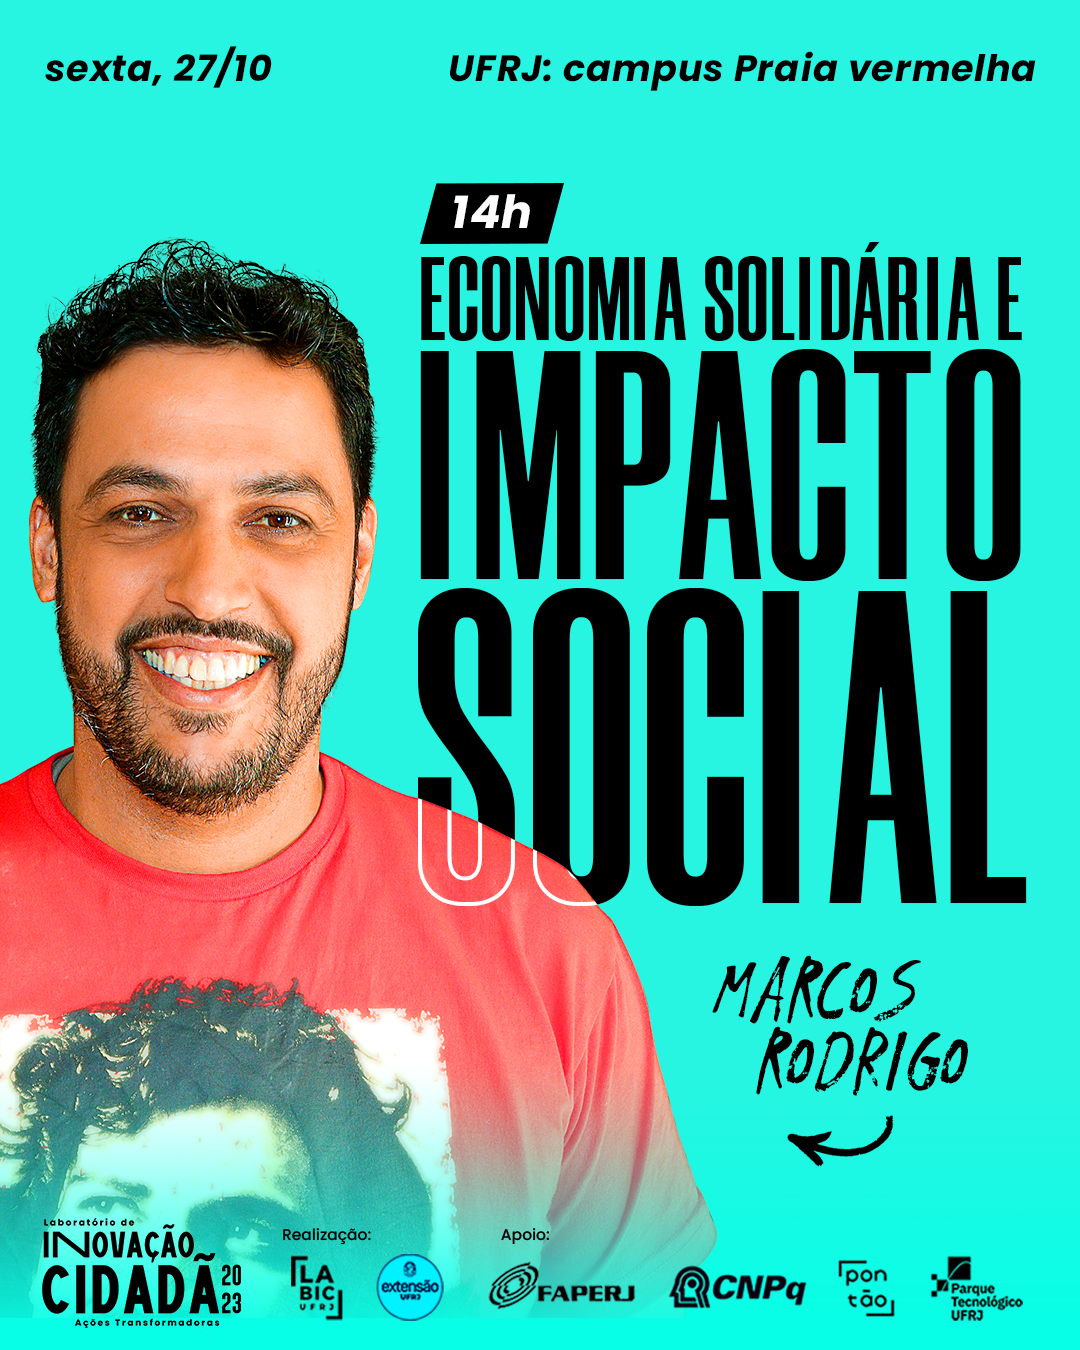 sexta, 27/10
UFRJ: campus Praia vermelha
14h
ECONOMIA SOLIDÁRIA E
IMPACTO
SOCIAL
MARCOS
RODRIGO
Laboratório de
INOVAÇÃO
CIDADÃ 2023
Ações Transformadoras
Realização:
LA
BIC
UFRJ
extensão
UFRJ
Apoio:
FAPERJ
CNPq
pon
tão
Parque
Tecnológico
UFRJ